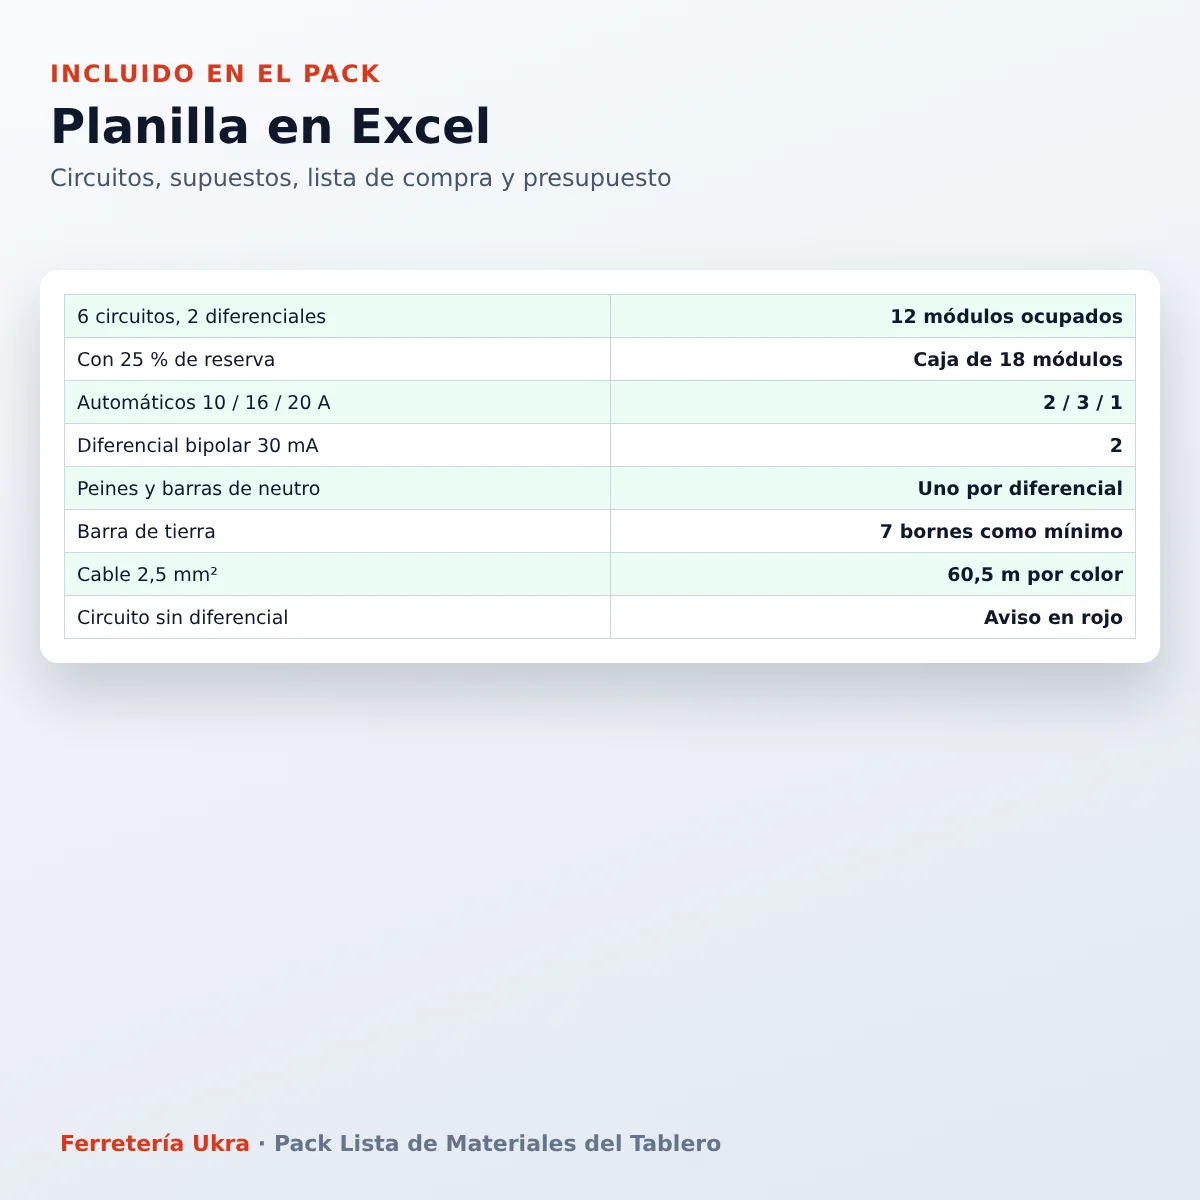 INCLUIDO EN EL PACK
Planilla en Excel
Circuitos, supuestos, lista de compra y presupuesto
6 circuitos, 2 diferenciales 12 módulos ocupados
Con 25 % de reserva Caja de 18 módulos
Automáticos 10 / 16 / 20 A 2 / 3 / 1
Diferencial bipolar 30 mA 2
Peines y barras de neutro Uno por diferencial
Barra de tierra 7 bornes como mínimo
Cable 2,5 mm² 60,5 m por color
Circuito sin diferencial Aviso en rojo
Ferretería Ukra · Pack Lista de Materiales del Tablero